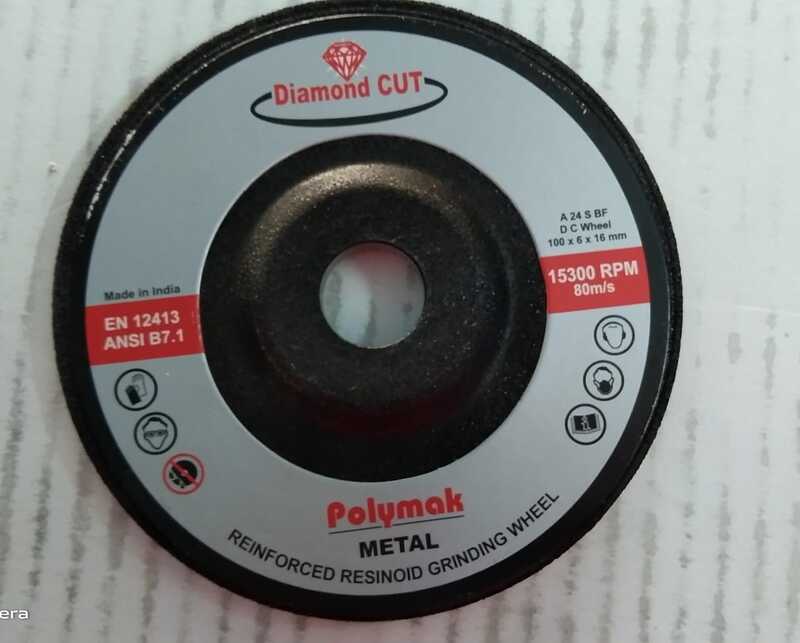 Diamond CUT
A 24 S BF
D C Wheel
100 x 6 x 16 mm
15300 RPM
80m/s
Made in India
EN 12413
ANSI B7.1
Polymak
METAL
REINFORCED RESINOID GRINDING WHEEL
era